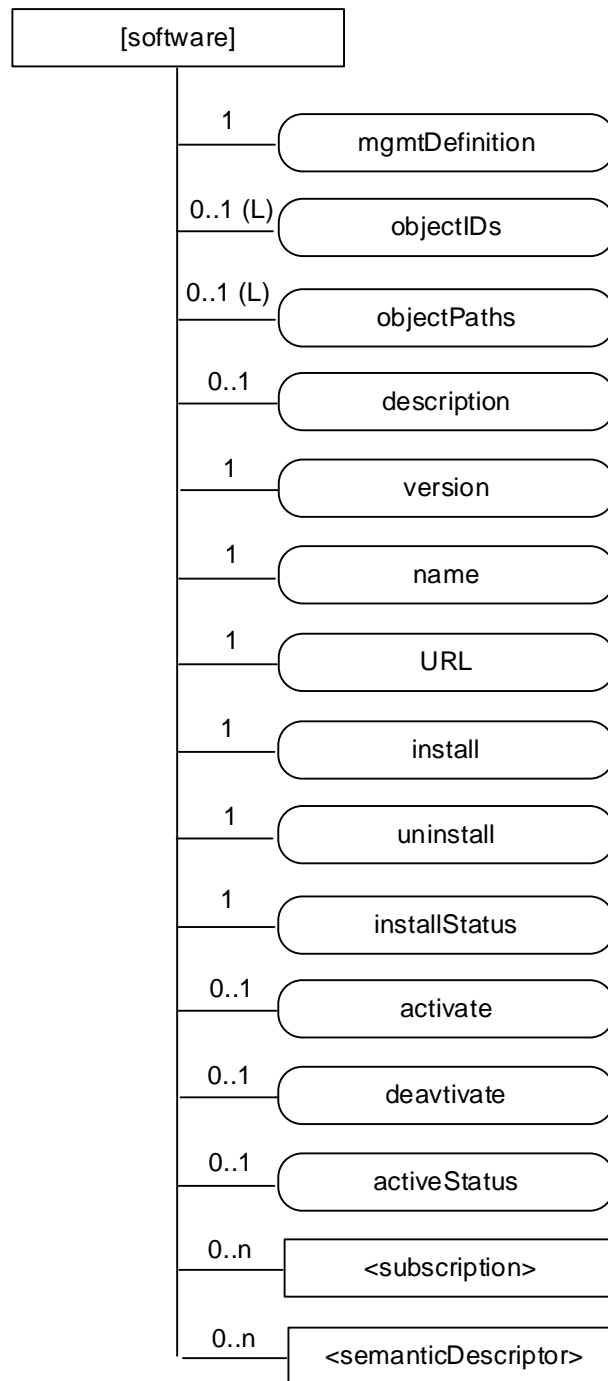 [software]
1
mgmtDefinition
0..1 (L)
objectIDs
0..1 (L)
objectPaths
0..1
description
1
version
1
name
1
URL
1
install
1
uninstall
1
installStatus
0..1
activate
0..1
deavtivate
0..1
activeStatus
0..n
<subscription>
0..n
<semanticDescriptor>